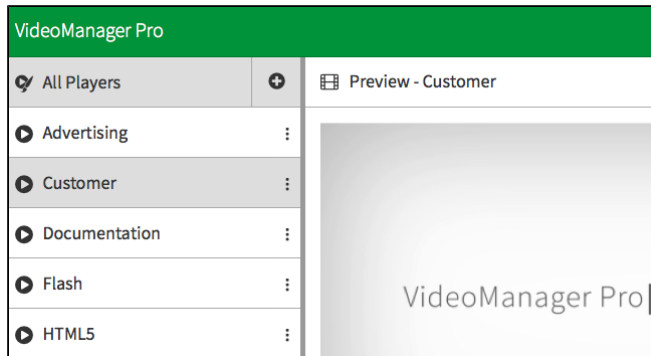 VideoManager Pro
All Players
Preview - Customer
Advertising
Customer
Documentation
Flash
HTML5
VideoManager Pro